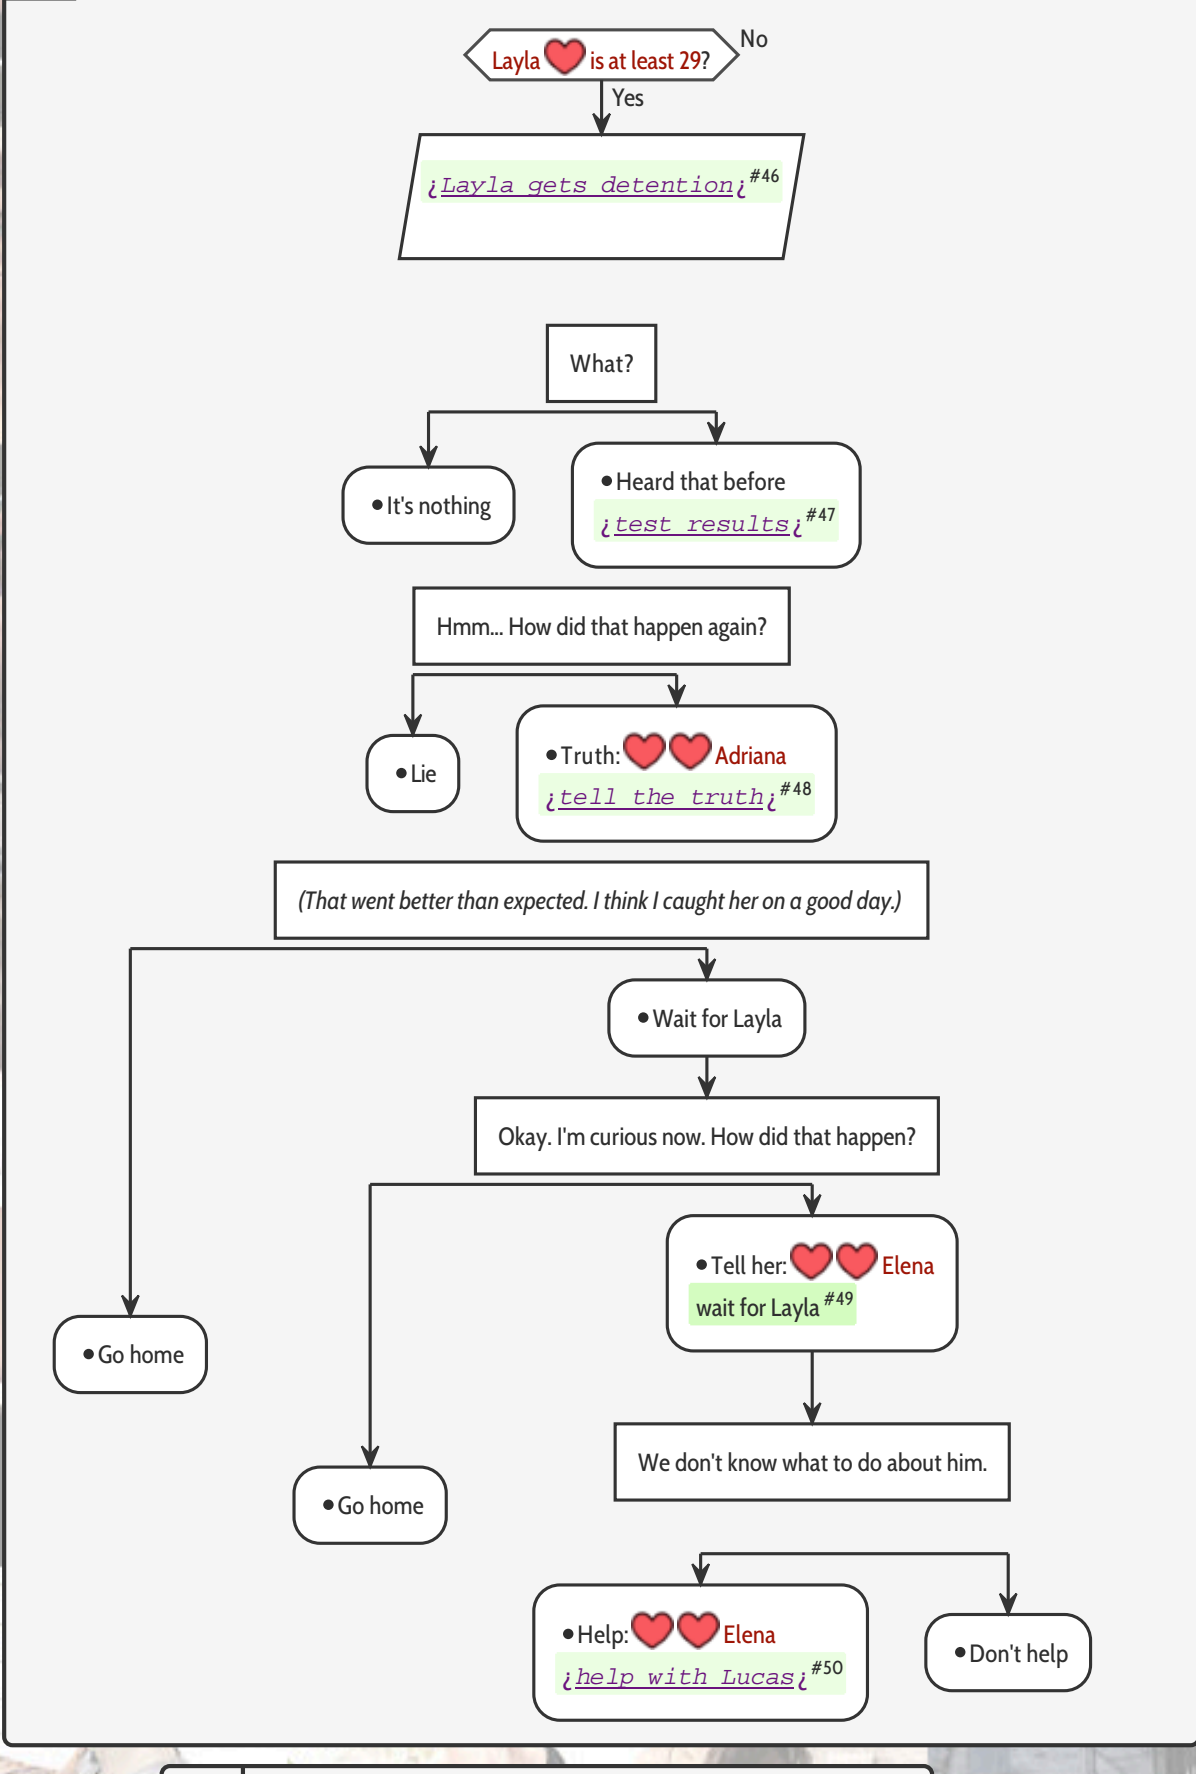 Layla is at least 29?
No
Yes
¿Layla gets detention¿ #46
What?
•It's nothing
•Heard that before
¿test results¿ #47
Hmm... How did that happen again?
•Lie
•Truth: Adriana
¿tell the truth¿ #48
(That went better than expected. I think I caught her on a good day.)
•Wait for Layla
Okay. I'm curious now. How did that happen?
•Tell her: Elena
wait for Layla #49
•Go home
We don't know what to do about him.
•Go home
•Help: Elena
¿help with Lucas¿ #50
•Don't help